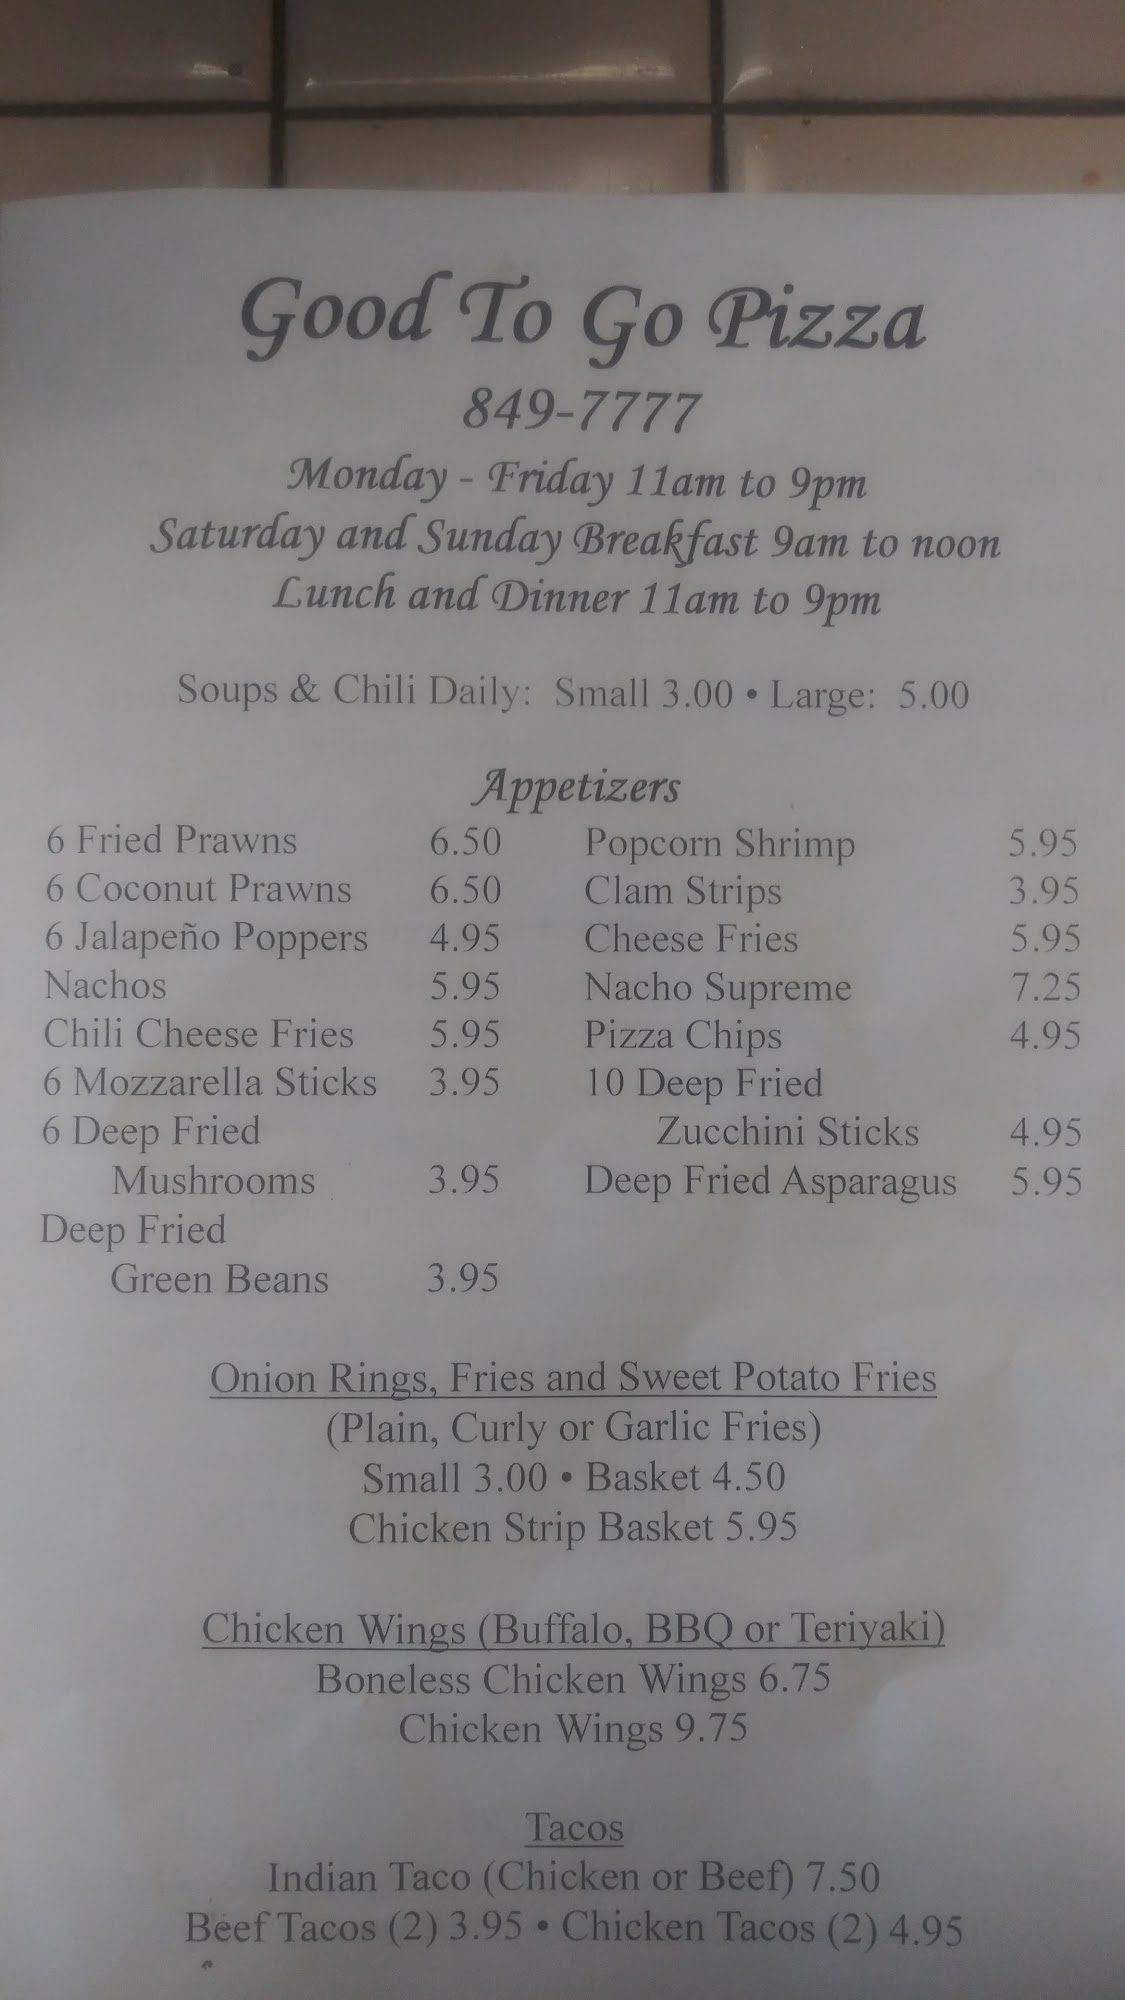 Good To Go Pizza
849-7777
Monday - Friday 11am to 9pm
Saturday and Sunday Breakfast 9am to noon
Lunch and Dinner 11am to 9pm
Soups & Chili Daily: Small 3.00 • Large: 5.00
Appetizers
6 Fried Prawns 6.50
6 Coconut Prawns 6.50
6 Jalapeño Poppers 4.95
Nachos 5.95
Chili Cheese Fries 5.95
6 Mozzarella Sticks 3.95
6 Deep Fried
Mushrooms 3.95
Deep Fried
Green Beans 3.95
Popcorn Shrimp 5.95
Clam Strips 3.95
Cheese Fries 5.95
Nacho Supreme 7.25
Pizza Chips 4.95
10 Deep Fried
Zucchini Sticks 4.95
Deep Fried Asparagus 5.95
Onion Rings, Fries and Sweet Potato Fries
(Plain, Curly or Garlic Fries)
Small 3.00 • Basket 4.50
Chicken Strip Basket 5.95
Chicken Wings (Buffalo, BBQ or Teriyaki)
Boneless Chicken Wings 6.75
Chicken Wings 9.75
Tacos
Indian Taco (Chicken or Beef) 7.50
Beef Tacos (2) 3.95 • Chicken Tacos (2) 4.95